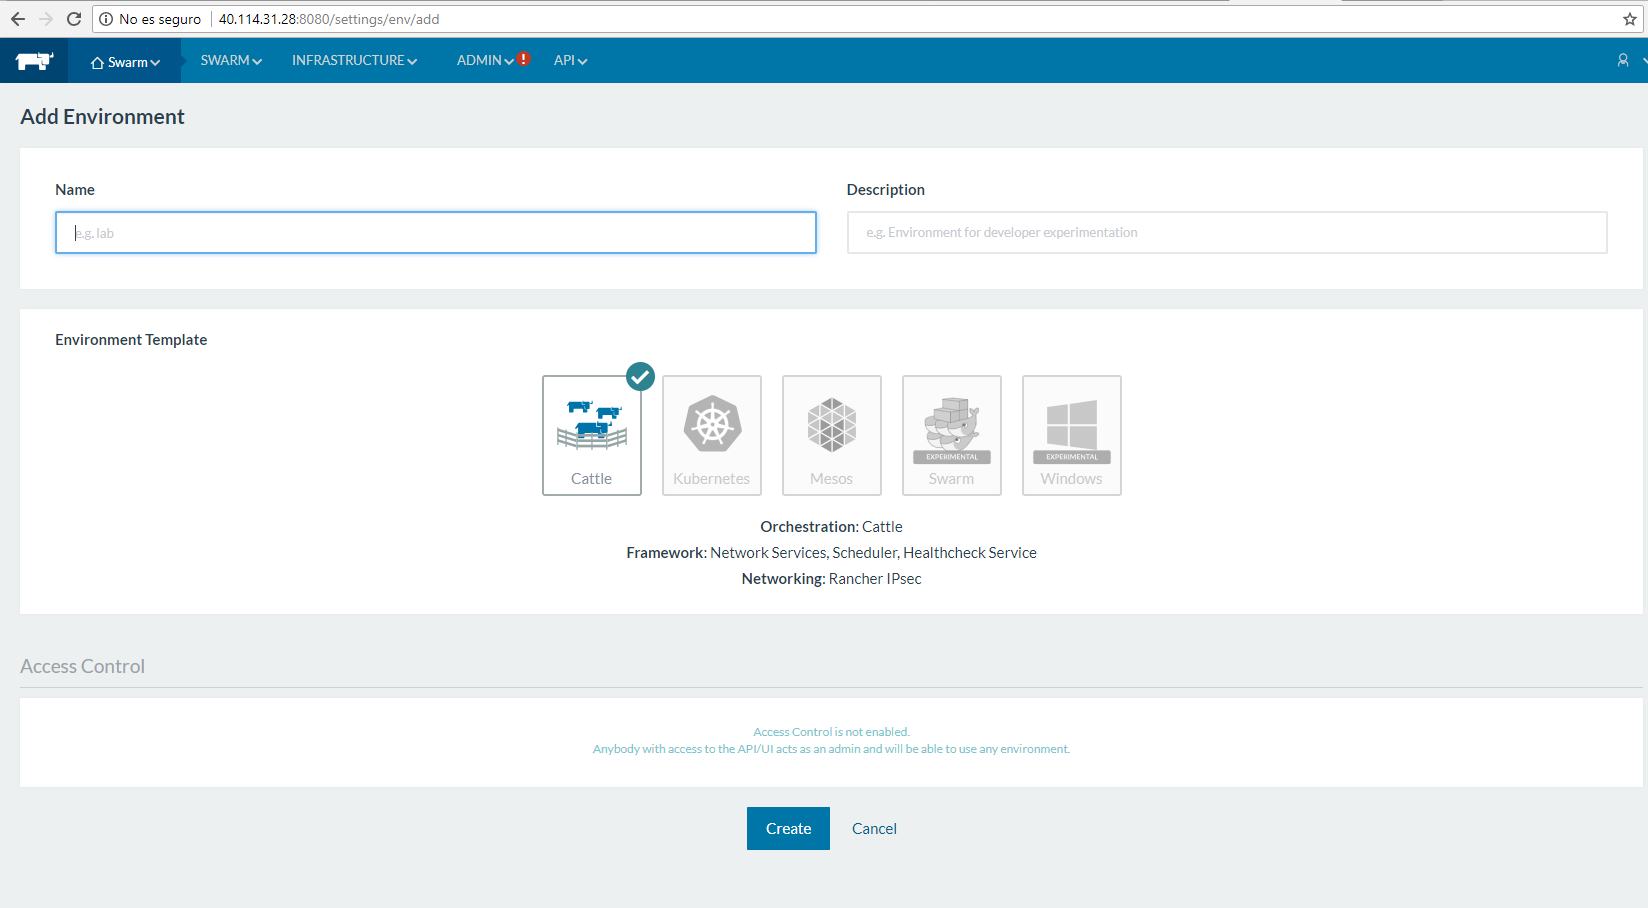 No es seguro 40.114.31.28:8080/settings/env/add
Swarm SWARM INFRASTRUCTURE ADMIN ! API
Add Environment
Name Description
e.g. lab e.g. Environment for developer experimentation
Environment Template
EXPERIMENTAL EXPERIMENTAL
Cattle Kubernetes Mesos Swarm Windows
Orchestration: Cattle
Framework: Network Services, Scheduler, Healthcheck Service
Networking: Rancher IPsec
Access Control
Access Control is not enabled.
Anybody with access to the API/UI acts as an admin and will be able to use any environment.
Create Cancel